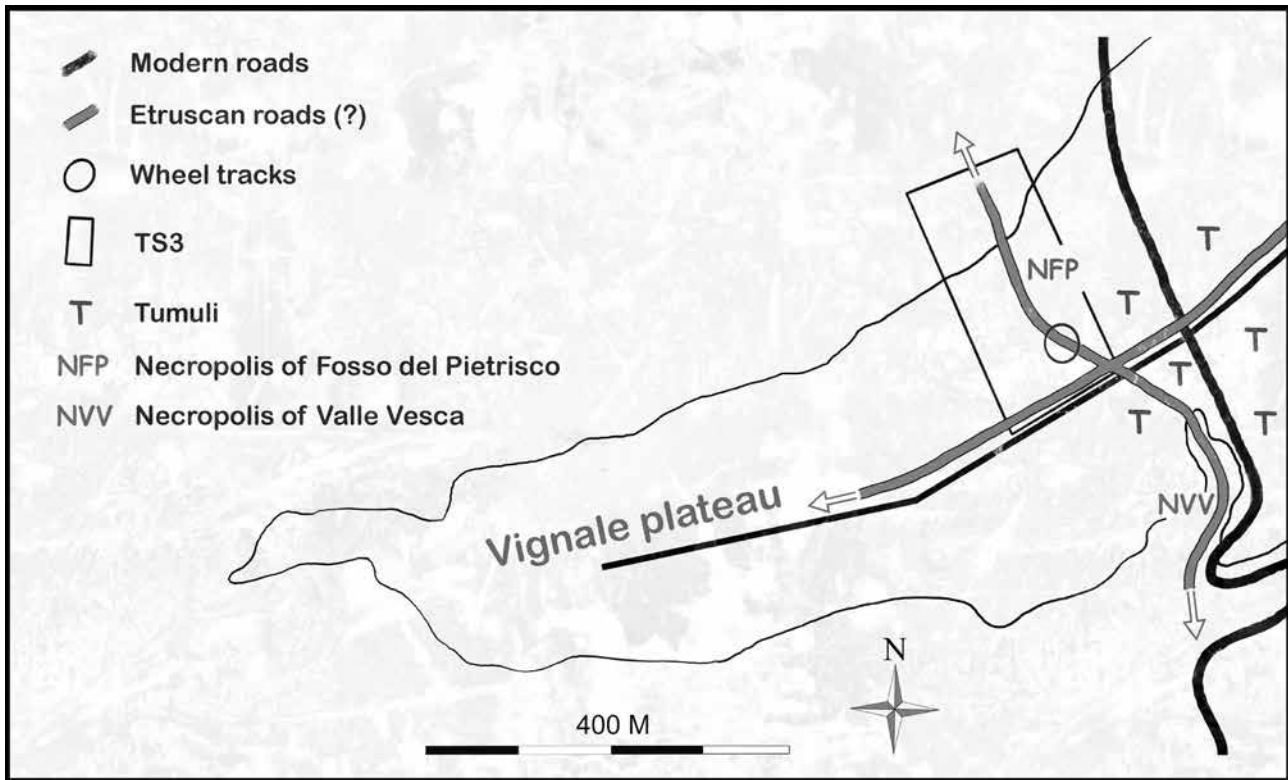 Modern roads
Etruscan roads (?)
Wheel tracks
TS3
T Tumuli
NFP Necropolis of Fosso del Pietrisco
NVV Necropolis of Valle Vesca
T
NFP
T
T
T
T
T
NVV
Vignale plateau
N
400 M